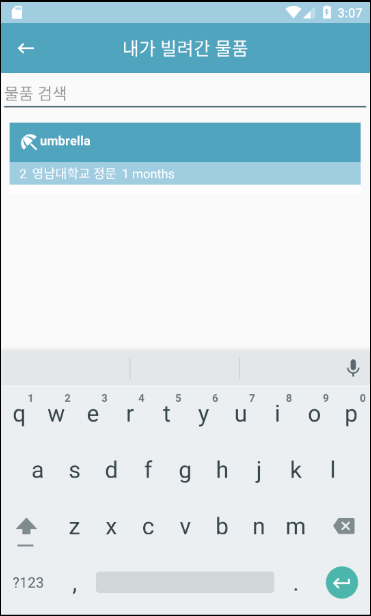 3:07
내가 빌려간 물품
물품 검색
umbrella
2 영남대학교 정문 1 months
1 2 3 4 5 6 7 8 9 0
q w e r t y u i o p
a s d f g h j k l
z x c v b n m
?123 , .